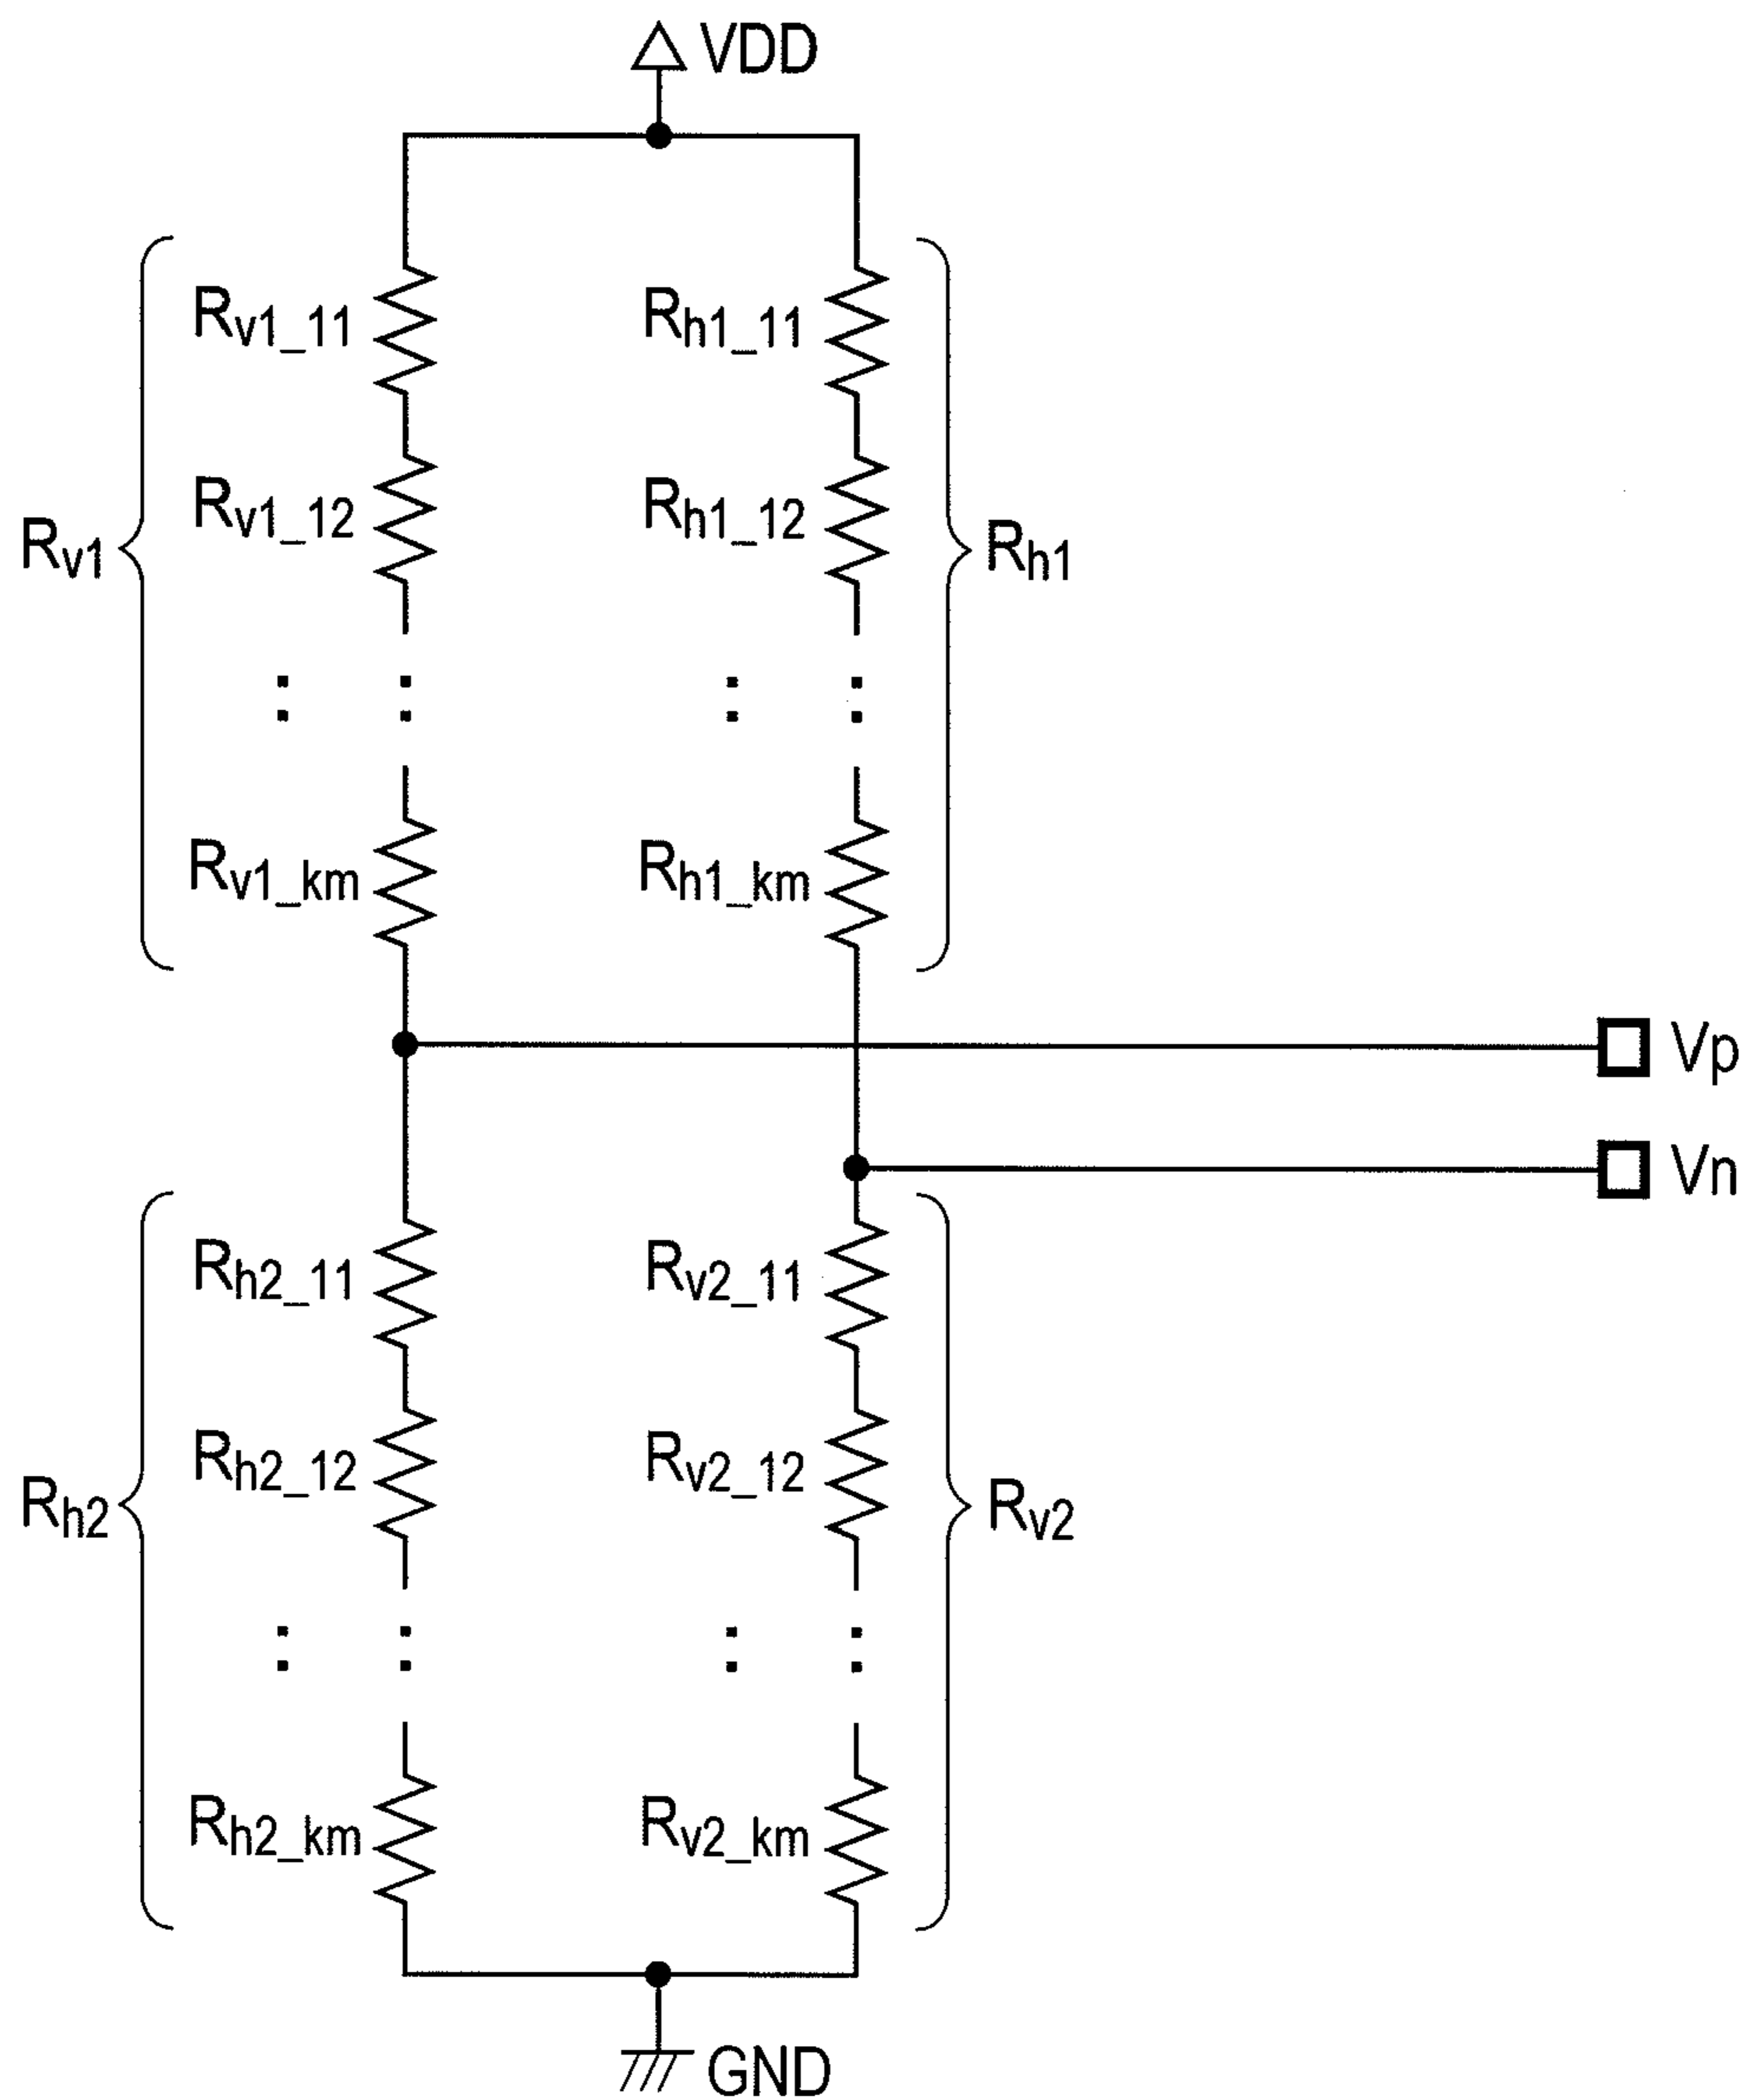 VDD
Rv1_11
Rh1_11
Rv1_12
Rh1_12
Rv1
Rh1
Rv1_km
Rh1_km
Vp
Vn
Rh2_11
Rv2_11
Rh2_12
Rv2_12
Rh2
Rv2
Rh2_km
Rv2_km
GND